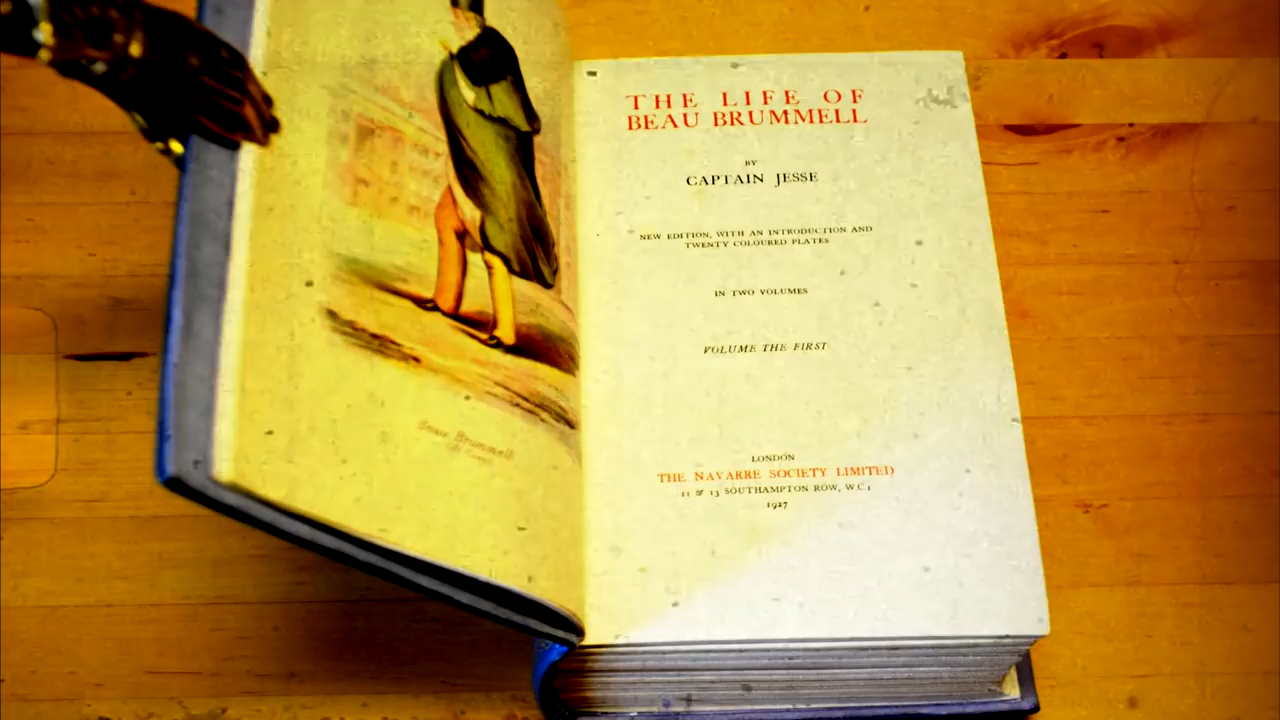 Beau Brummell
THE LIFE OF
BEAU BRUMMELL
BY
CAPTAIN JESSE
NEW EDITION, WITH AN INTRODUCTION AND
TWENTY COLOURED PLATES
IN TWO VOLUMES
VOLUME THE FIRST
LONDON
THE NAVARRE SOCIETY LIMITED
11 & 13 SOUTHAMPTON ROW, W.C.1
1927